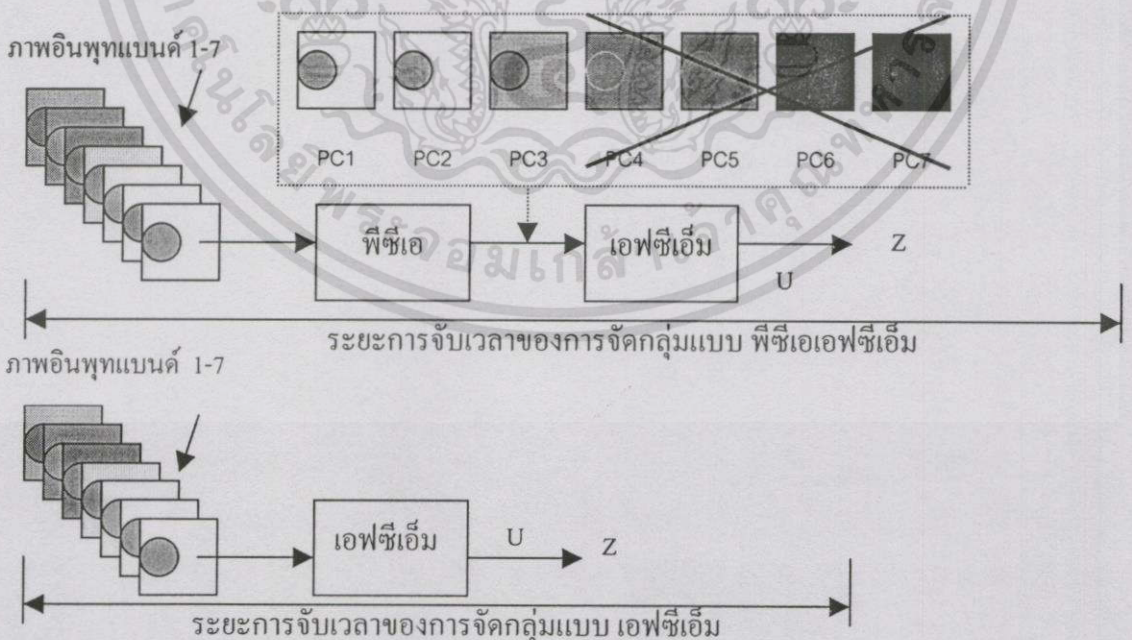 ภาพอินพุทแบนด์ 1-7
PC1 PC2 PC3 PC4 PC5 PC6 PC7
พีซีเอ
เอฟซีเอ็ม
Z
U
ระยะการจับเวลาของการจัดกลุ่มแบบ พีซีเอเอฟซีเอ็ม
ภาพอินพุทแบนด์ 1-7
เอฟซีเอ็ม
U
Z
ระยะการจับเวลาของการจัดกลุ่มแบบ เอฟซีเอ็ม